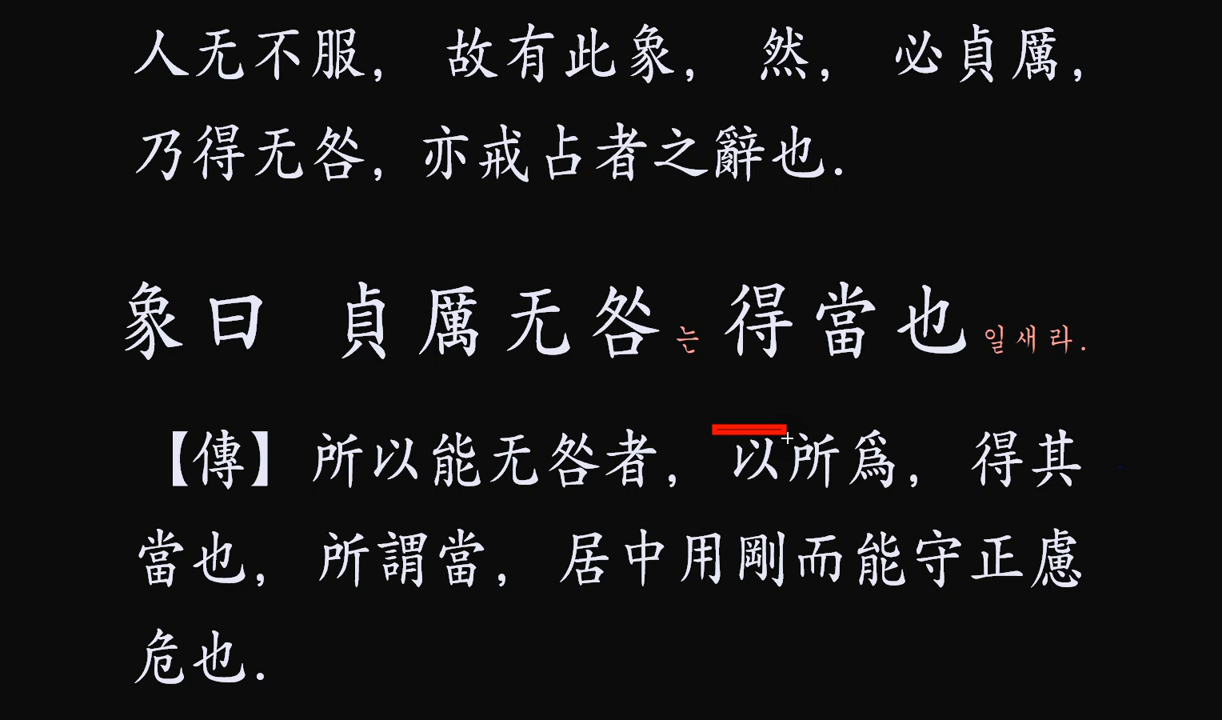 人无不服, 故有此象, 然, 必貞厲,
乃得无咎, 亦戒占者之辭也.
象曰 貞厲无咎는 得當也일새라.
【傳】所以能无咎者, 以所爲, 得其
當也, 所謂當, 居中用剛而能守正慮
危也.